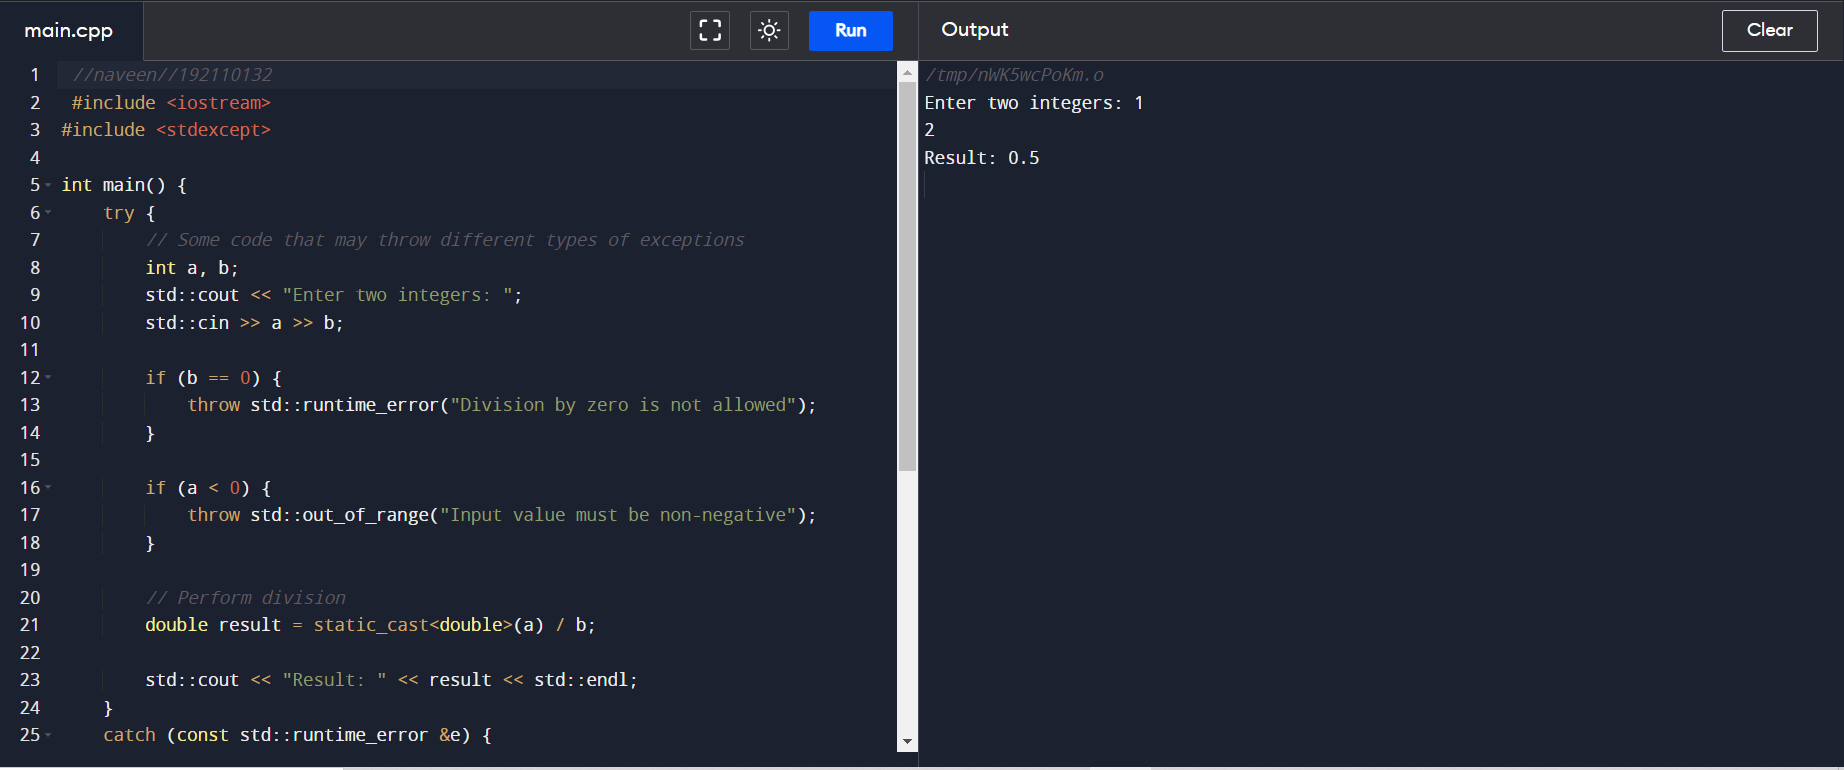 main.cpp
Run
Output
Clear
1 //naveen//192110132
2 #include <iostream>
3 #include <stdexcept>
4
5 int main() {
6     try {
7         // Some code that may throw different types of exceptions
8         int a, b;
9         std::cout << "Enter two integers: ";
10         std::cin >> a >> b;
11
12         if (b == 0) {
13             throw std::runtime_error("Division by zero is not allowed");
14         }
15
16         if (a < 0) {
17             throw std::out_of_range("Input value must be non-negative");
18         }
19
20         // Perform division
21         double result = static_cast<double>(a) / b;
22
23         std::cout << "Result: " << result << std::endl;
24     }
25     catch (const std::runtime_error &e) {
/tmp/nWK5wcPoKm.o
Enter two integers: 1
2
Result: 0.5